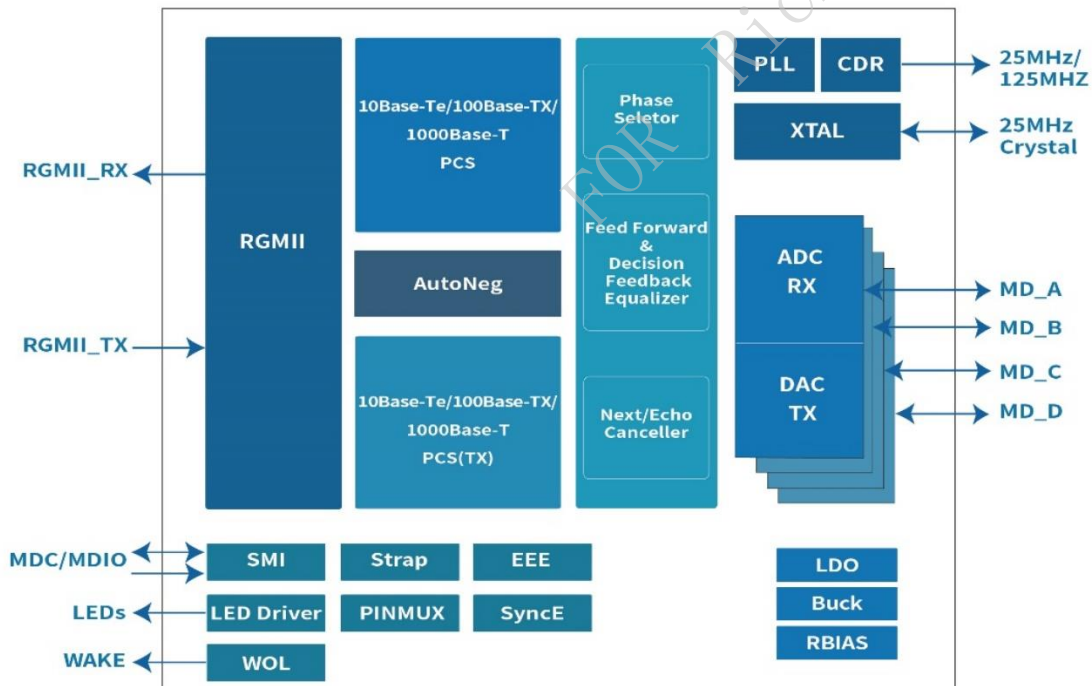 RGMII_RX
RGMII_TX
MDC/MDIO
LEDs
WAKE
RGMII
10Base-Te/100Base-TX/
1000Base-T
PCS
AutoNeg
10Base-Te/100Base-TX/
1000Base-T
PCS(TX)
Phase
Seletor
Feed Forward
&
Decision
Feedback
Equalizer
Next/Echo
Canceller
PLL
CDR
XTAL
25MHz/
125MHZ
25MHz
Crystal
ADC
RX
DAC
TX
MD_A
MD_B
MD_C
MD_D
SMI
Strap
EEE
LED Driver
PINMUX
SyncE
WOL
LDO
Buck
RBIAS
FOR